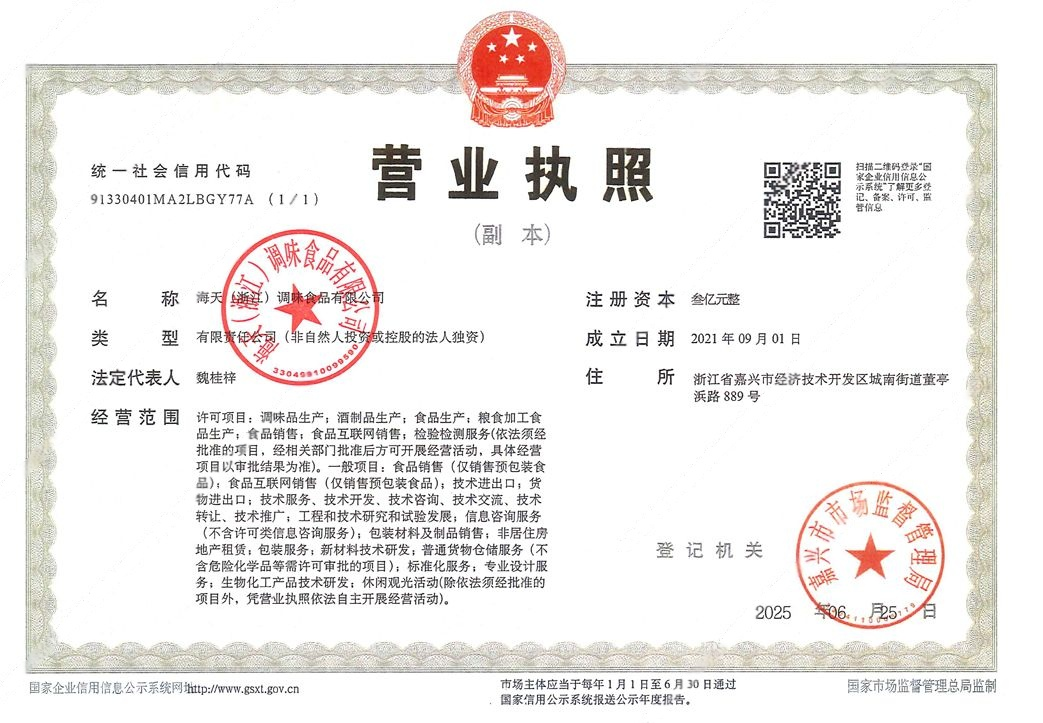 营业执照
(副 本)
统一社会信用代码
91330401MA2LBGY77A (1/1)
扫描二维码登录“国
家企业信用信息公
示系统”了解更多登
记、备案、许可、监
管信息
名 称 海天(浙江)调味食品有限公司
类 型 有限责任公司(非自然人投资或控股的法人独资)
法定代表人 魏桂梓
经营范围 许可项目:调味品生产;酒制品生产;食品生产;粮食加工食
品生产;食品销售;食品互联网销售;检验检测服务(依法须经
批准的项目,经相关部门批准后方可开展经营活动,具体经营
项目以审批结果为准)。一般项目:食品销售(仅销售预包装食
品);食品互联网销售(仅销售预包装食品);技术进出口;货
物进出口;技术服务、技术开发、技术咨询、技术交流、技术
转让、技术推广;工程和技术研究和试验发展;信息咨询服务
(不含许可类信息咨询服务);包装材料及制品销售;非居住房
地产租赁;包装服务;新材料技术研发;普通货物仓储服务(不
含危险化学品等需许可审批的项目);标准化服务;专业设计服
务;生物化工产品技术研发;休闲观光活动(除依法须经批准的
项目外,凭营业执照依法自主开展经营活动)。
注册资本 叁亿元整
成立日期 2021年09月01日
住 所 浙江省嘉兴市经济技术开发区城南街道董亭
浜路889号
海天(浙江)调味食品有限公司
33049910099590
登记机关
嘉兴市市场监督管理局
2025 年06 月25 日
国家企业信用信息公示系统网址http://www.gsxt.gov.cn
市场主体应当于每年1月1日至6月30日通过
国家信用公示系统报送公示年度报告。
国家市场监督管理总局监制